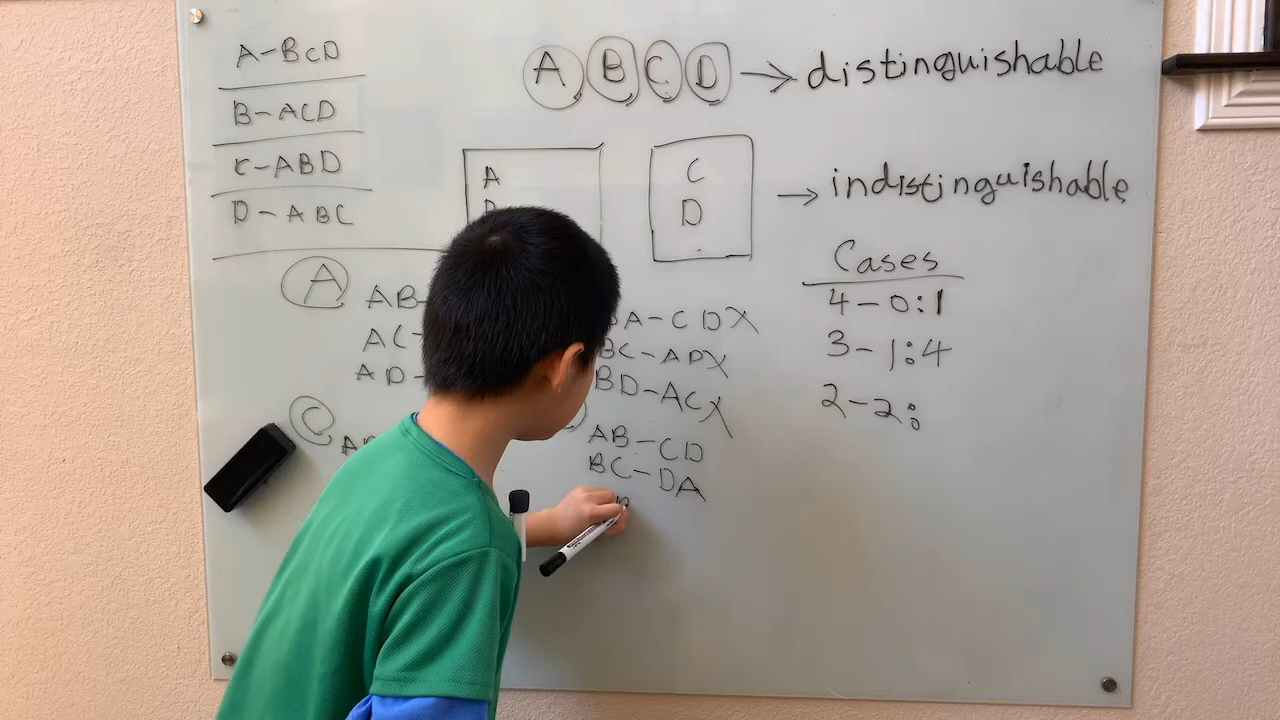 A-BCD
B-ACD
C-ABD
D-ABC
A B C D → distinguishable
A
C
D
→ indistinguishable
Cases
4-0:1
3-1:4
2-2:
A
AB-
AC-
AD-
BA-CD X
BC-AD X
BD-AC X
C
AB-CD
BC-DA